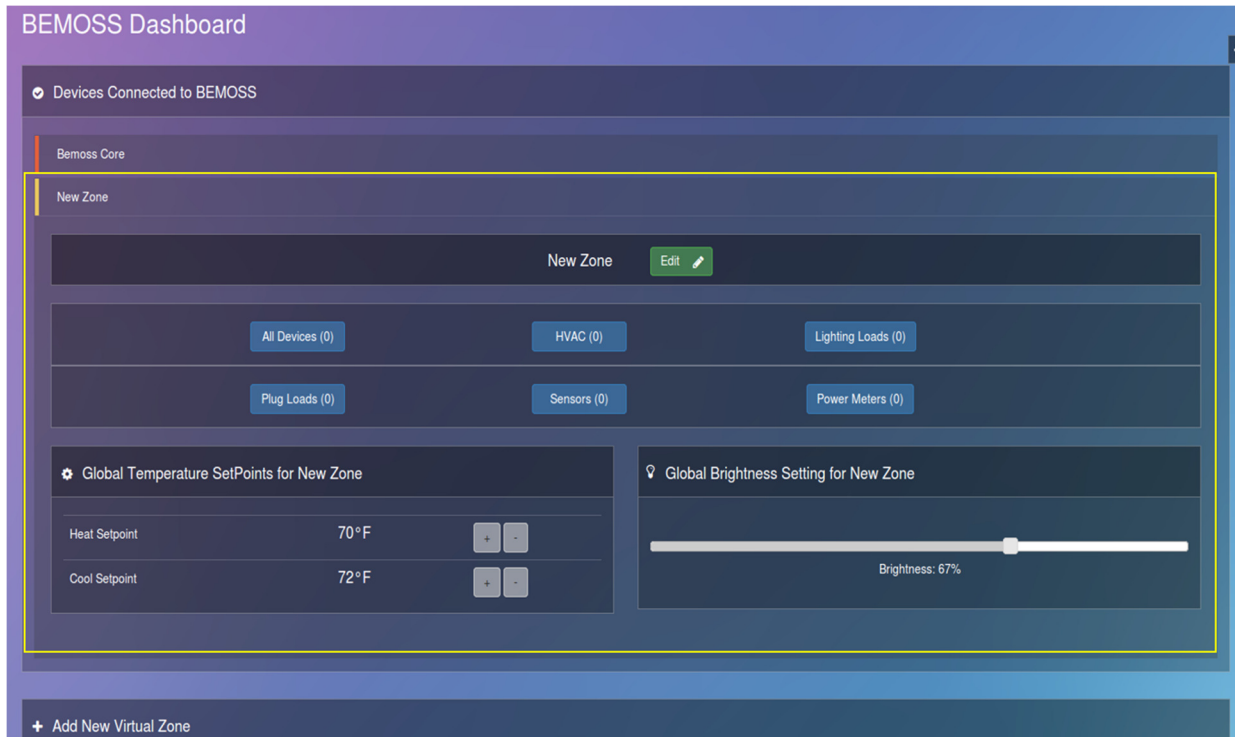 BEMOSS Dashboard
Devices Connected to BEMOSS
Bemoss Core
New Zone
New Zone Edit
All Devices (0) HVAC (0) Lighting Loads (0)
Plug Loads (0) Sensors (0) Power Meters (0)
Global Temperature SetPoints for New Zone
Heat Setpoint 70°F + -
Cool Setpoint 72°F + -
Global Brightness Setting for New Zone
Brightness: 67%
+ Add New Virtual Zone